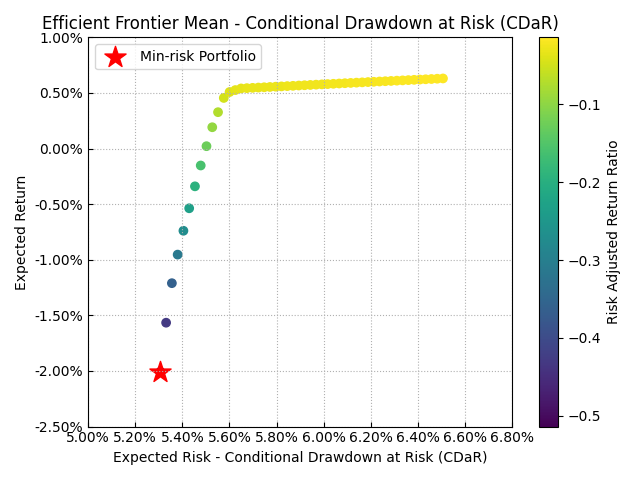 Efficient Frontier Mean - Conditional Drawdown at Risk (CDaR)
Min-risk Portfolio
1.00%
0.50%
0.00%
-0.50%
-1.00%
-1.50%
-2.00%
-2.50%
Expected Return
5.00% 5.20% 5.40% 5.60% 5.80% 6.00% 6.20% 6.40% 6.60% 6.80%
Expected Risk - Conditional Drawdown at Risk (CDaR)
−0.1
−0.2
−0.3
−0.4
−0.5
Risk Adjusted Return Ratio